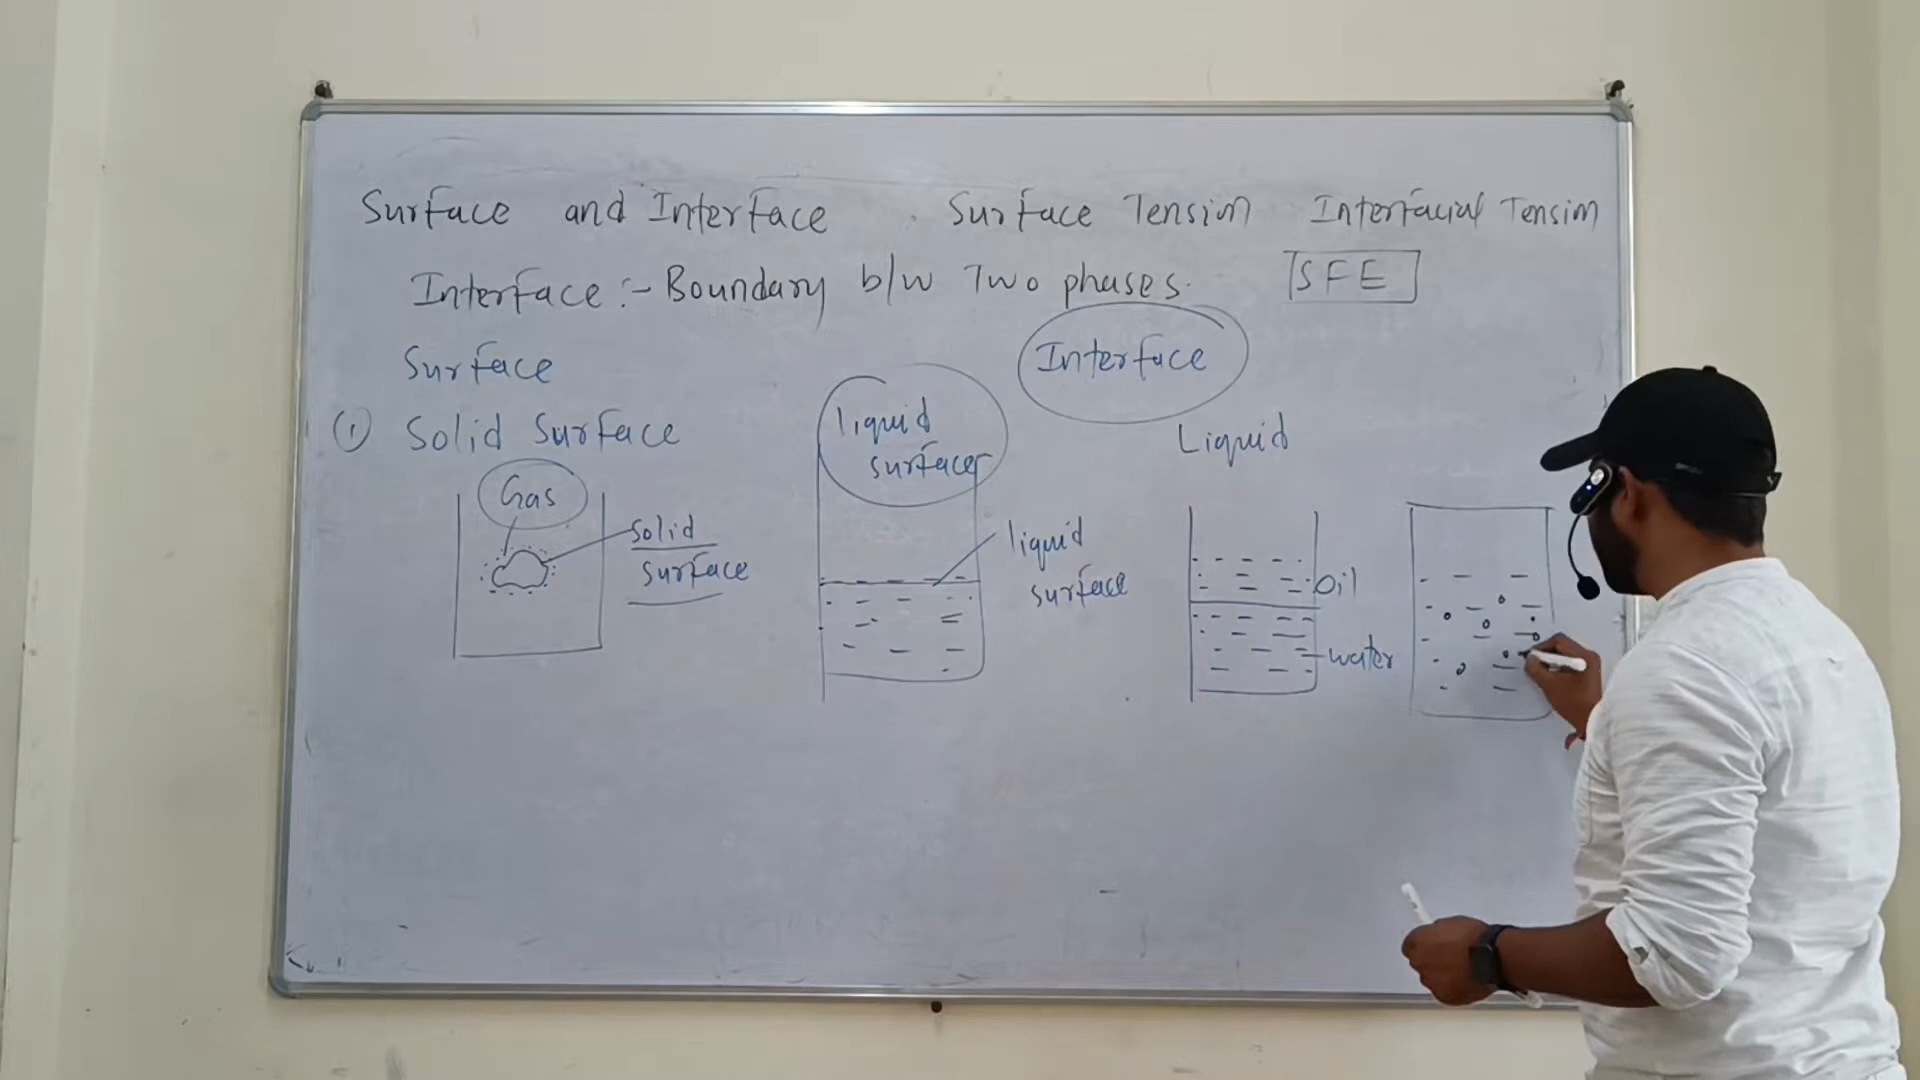 Surface and Interface Surface Tension Interfacial Tension
Interface :- Boundary b/w Two phases. SFE
Surface Interface
① Solid Surface liquid surface Liquid
Gas
solid surface
liquid surface
Oil
water